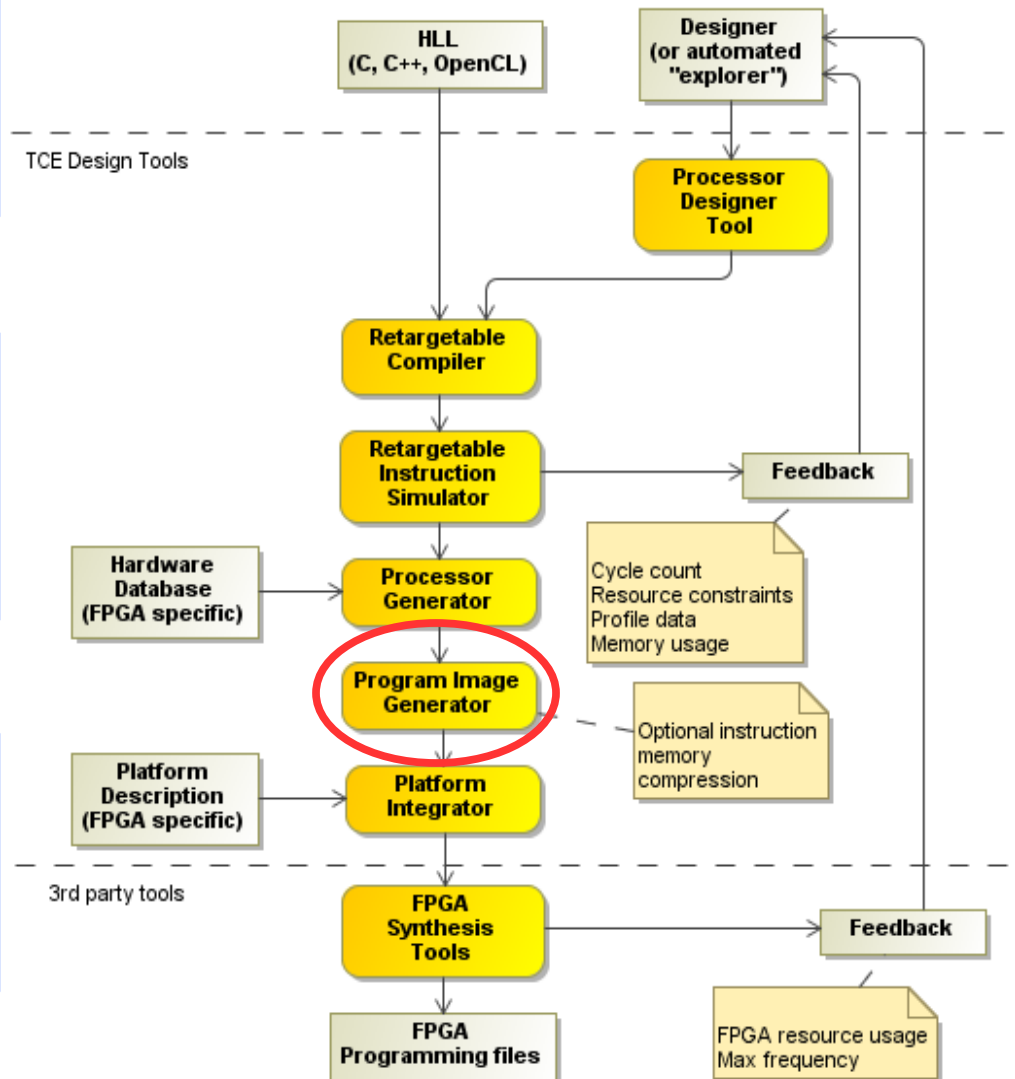 HLL
(C, C++, OpenCL)
Designer
(or automated
"explorer")
TCE Design Tools
Processor
Designer
Tool
Retargetable
Compiler
Retargetable
Instruction
Simulator
Feedback
Cycle count
Resource constraints
Profile data
Memory usage
Hardware
Database
(FPGA specific)
Processor
Generator
Program Image
Generator
Optional instruction
memory
compression
Platform
Description
(FPGA specific)
Platform
Integrator
3rd party tools
FPGA
Synthesis
Tools
Feedback
FPGA resource usage
Max frequency
FPGA
Programming files